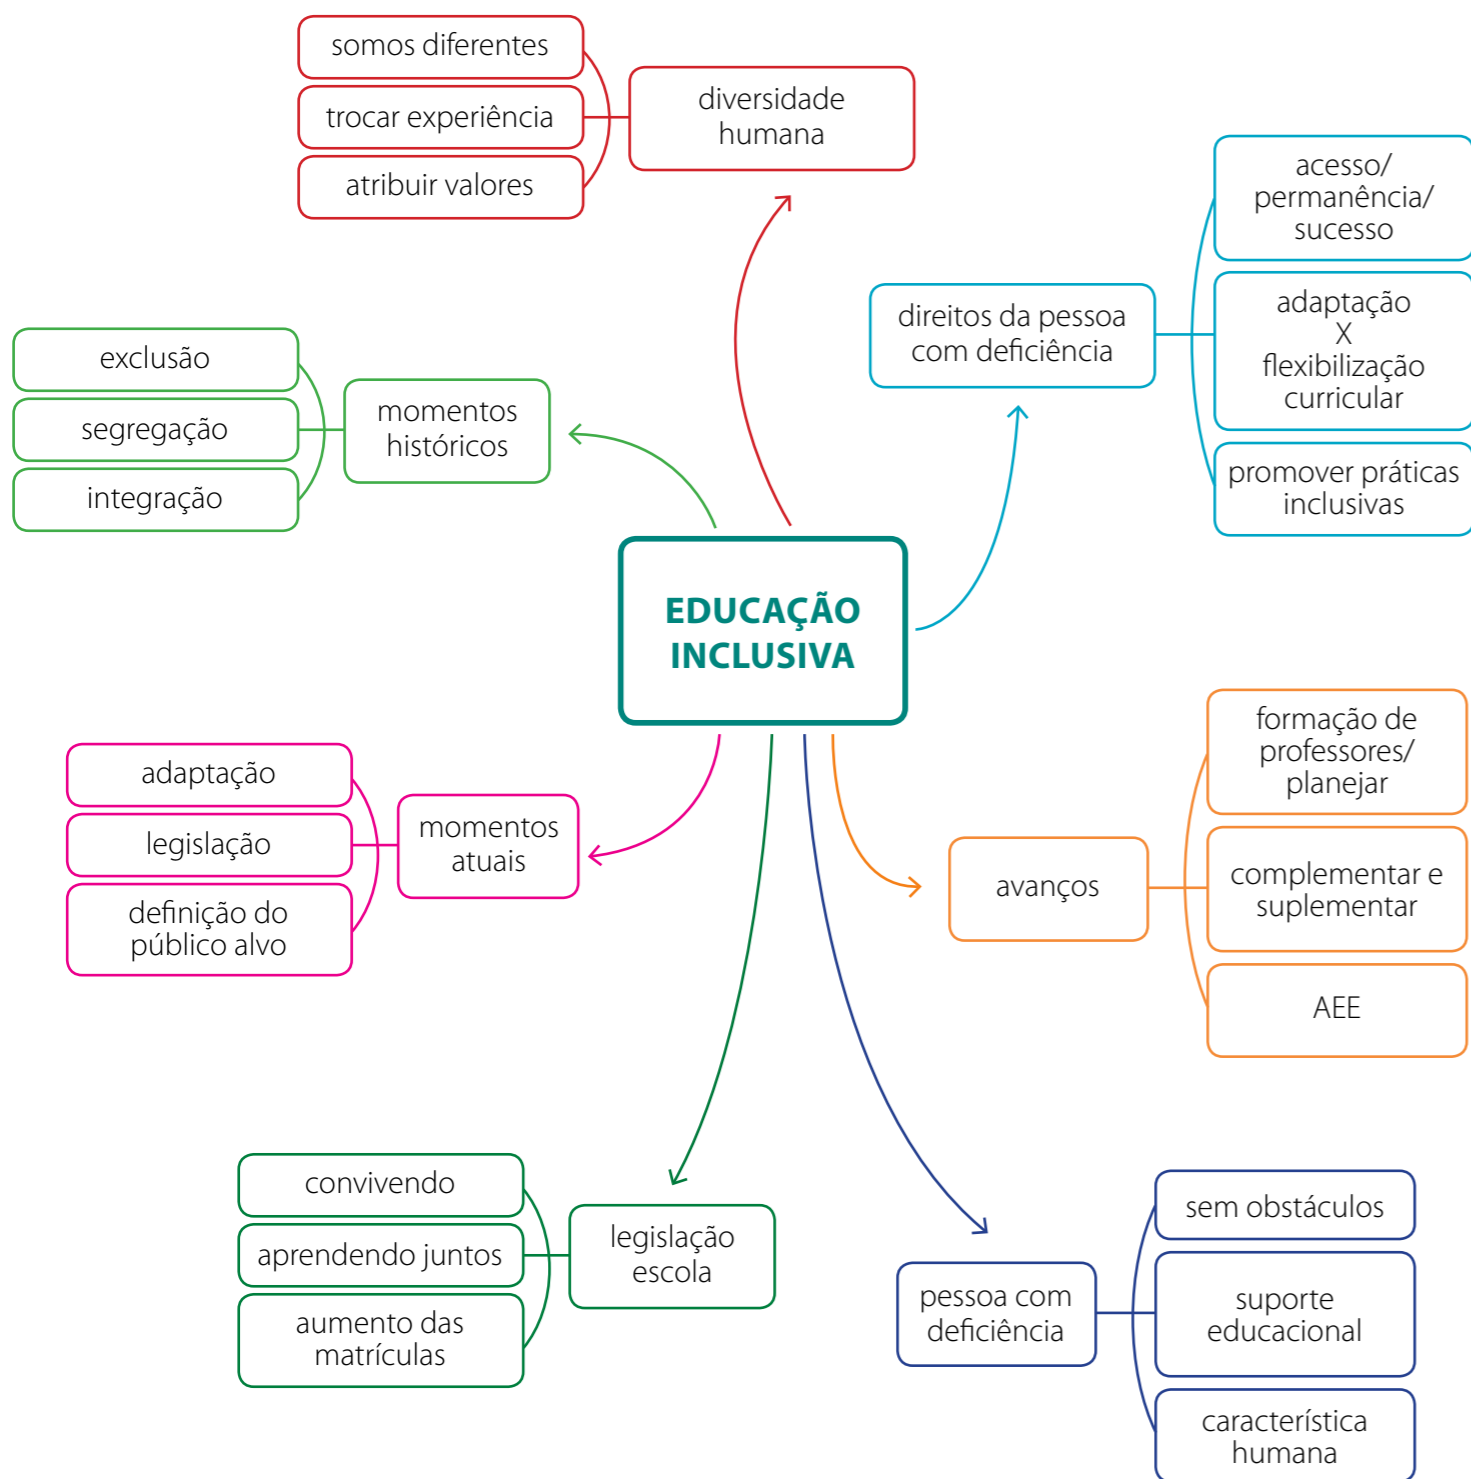 somos diferentes
trocar experiência
atribuir valores
diversidade
humana
acesso/
permanência/
sucesso
adaptação
X
flexibilização
curricular
promover práticas
inclusivas
direitos da pessoa
com deficiência
exclusão
segregação
integração
momentos
históricos
EDUCAÇÃO
INCLUSIVA
adaptação
legislação
definição do
público alvo
momentos
atuais
formação de
professores/
planejar
complementar e
suplementar
AEE
avanços
convivendo
aprendendo juntos
aumento das
matrículas
legislação
escola
pessoa com
deficiência
sem obstáculos
suporte
educacional
característica
humana